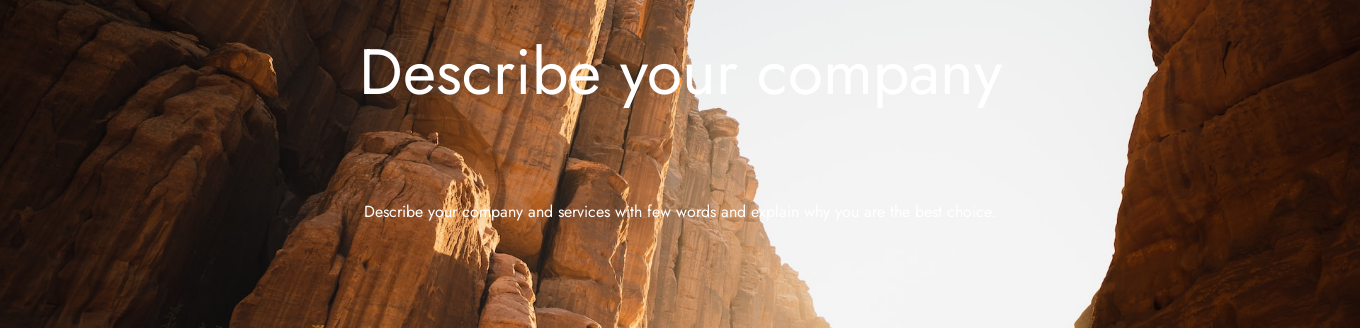 Describe your company
Describe your company and services with few words and explain why you are the best choice.